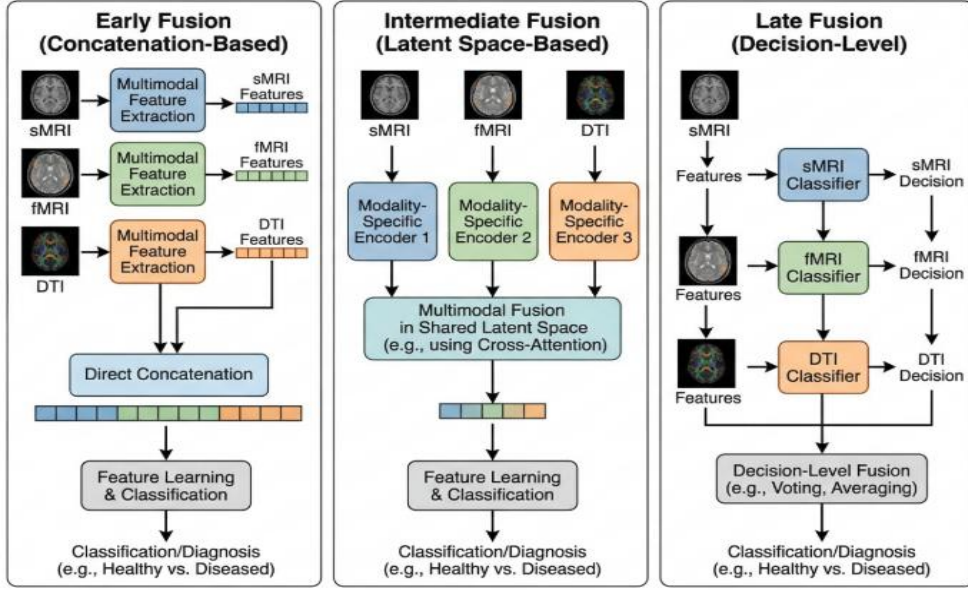 Early Fusion
(Concatenation-Based)
sMRI
Multimodal
Feature
Extraction
sMRI
Features
fMRI
Multimodal
Feature
Extraction
fMRI
Features
DTI
Multimodal
Feature
Extraction
DTI
Features
Direct Concatenation
Feature Learning
& Classification
Classification/Diagnosis
(e.g., Healthy vs. Diseased)
Intermediate Fusion
(Latent Space-Based)
sMRI
fMRI
DTI
Modality-
Specific
Encoder 1
Modality-
Specific
Encoder 2
Modality-
Specific
Encoder 3
Multimodal Fusion
in Shared Latent Space
(e.g., using Cross-Attention)
Feature Learning
& Classification
Classification/Diagnosis
(e.g., Healthy vs. Diseased)
Late Fusion
(Decision-Level)
sMRI
Features
sMRI
Classifier
sMRI
Decision
Features
fMRI
Classifier
fMRI
Decision
Features
DTI
Classifier
DTI
Decision
Decision-Level Fusion
(e.g., Voting, Averaging)
Classification/Diagnosis
(e.g., Healthy vs. Diseased)